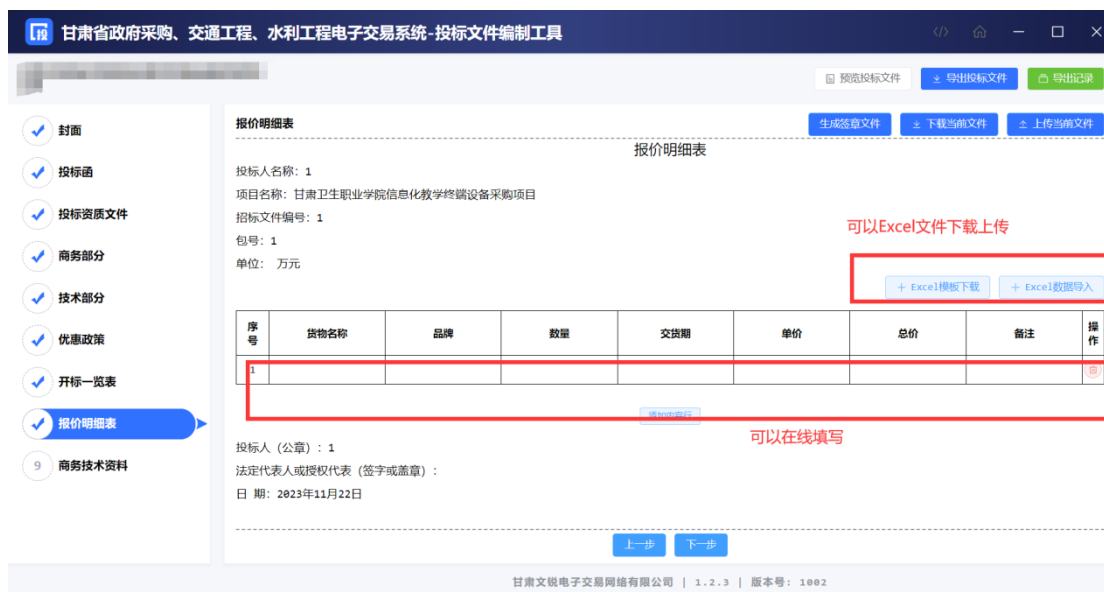 甘肃省政府采购、交通工程、水利工程电子交易系统-投标文件编制工具
预览投标文件 导出投标文件 导出记录
封面
投标函
投标资质文件
商务部分
技术部分
优惠政策
开标一览表
报价明细表
9 商务技术资料
报价明细表 生成签章文件 下载当前文件 上传当前文件
报价明细表
投标人名称: 1
项目名称: 甘肃卫生职业学院信息化教学终端设备采购项目
招标文件编号: 1
包号: 1
单位: 万元
可以Excel文件下载上传
+ Excel模板下载 + Excel数据导入
序号 货物名称 品牌 数量 交货期 单价 总价 备注 操作
1
添加内容行
可以在线填写
投标人 (公章) : 1
法定代表人或授权代表 (签字或盖章) :
日 期: 2023年11月22日
上一步 下一步
甘肃文锐电子交易网络有限公司 | 1.2.3 | 版本号: 1002